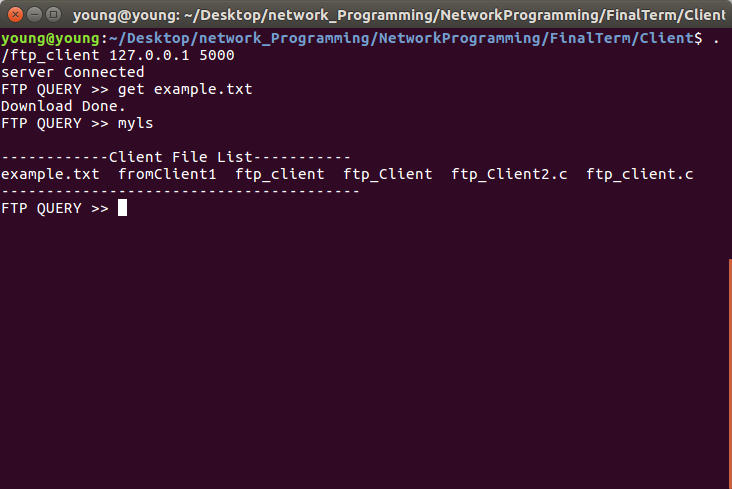 young@young: ~/Desktop/network_Programming/NetworkProgramming/FinalTerm/Client
young@young:~/Desktop/network_Programming/NetworkProgramming/FinalTerm/Client$ .
/ftp_client 127.0.0.1 5000
server Connected
FTP QUERY >> get example.txt
Download Done.
FTP QUERY >> myls
------------Client File List-----------
example.txt  fromClient1  ftp_client  ftp_Client  ftp_Client2.c  ftp_client.c
----------------------------------------
FTP QUERY >>